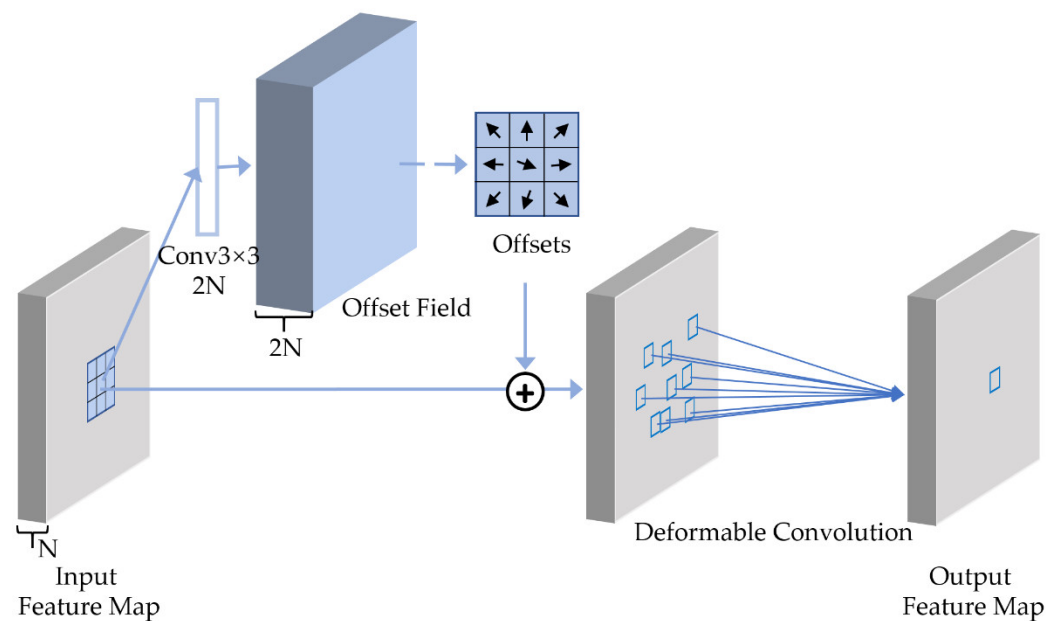 Conv3×3
2N
Offset Field
2N
Offsets
+
N
Input
Feature Map
Deformable Convolution
Output
Feature Map